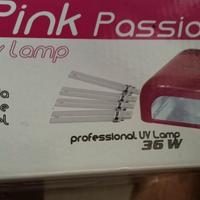 Pink Passio
Lamp
professional UV Lamp
36 W